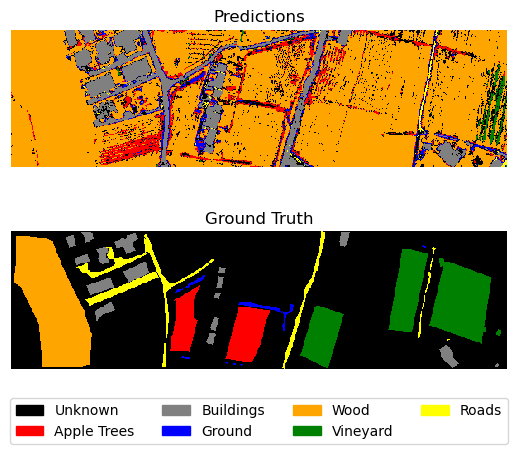 Predictions
Ground Truth
Unknown Buildings Wood Roads
Apple Trees Ground Vineyard